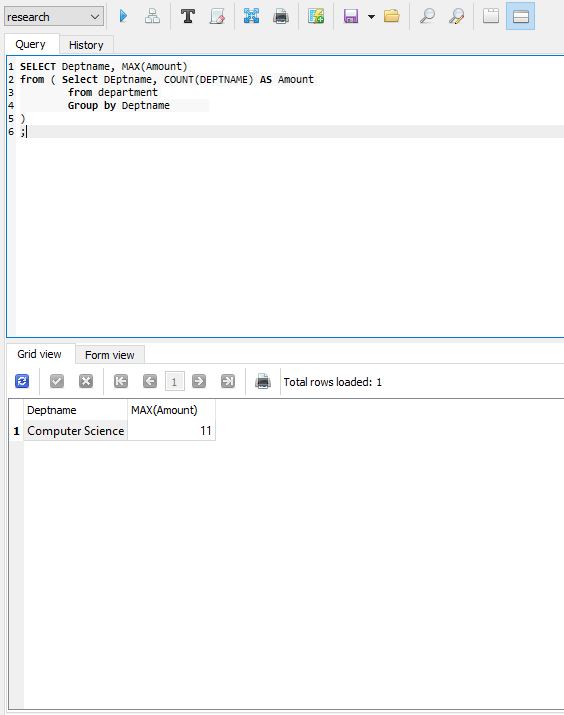 research
Query History
1 SELECT Deptname, MAX(Amount)
2 from ( Select DEptname, COUNT(DEPTNAME) AS Amount
3 from department
4 Group by Deptname
5 )
6 ;
Grid view Form view
1 Total rows loaded: 1
Deptname MAX(Amount)
1 Computer Science 11